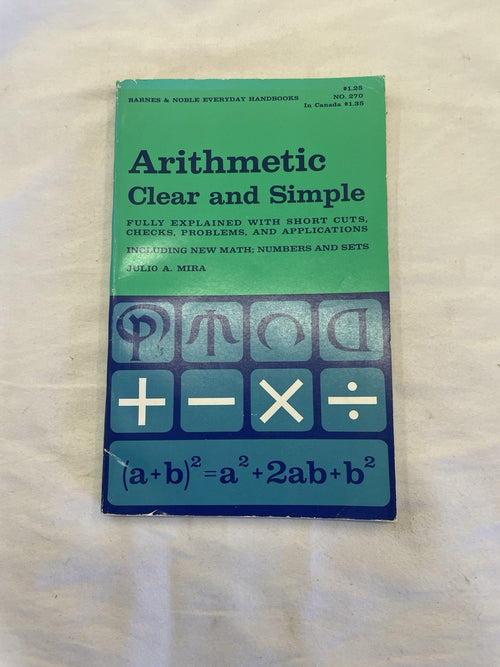 $1.25
BARNES & NOBLE EVERYDAY HANDBOOKS NO. 270
In Canada $1.35
Arithmetic
Clear and Simple
FULLY EXPLAINED WITH SHORT CUTS,
CHECKS, PROBLEMS, AND APPLICATIONS
INCLUDING NEW MATH; NUMBERS AND SETS
JULIO A. MIRA
+ − × ÷
(a+b)²=a²+2ab+b²